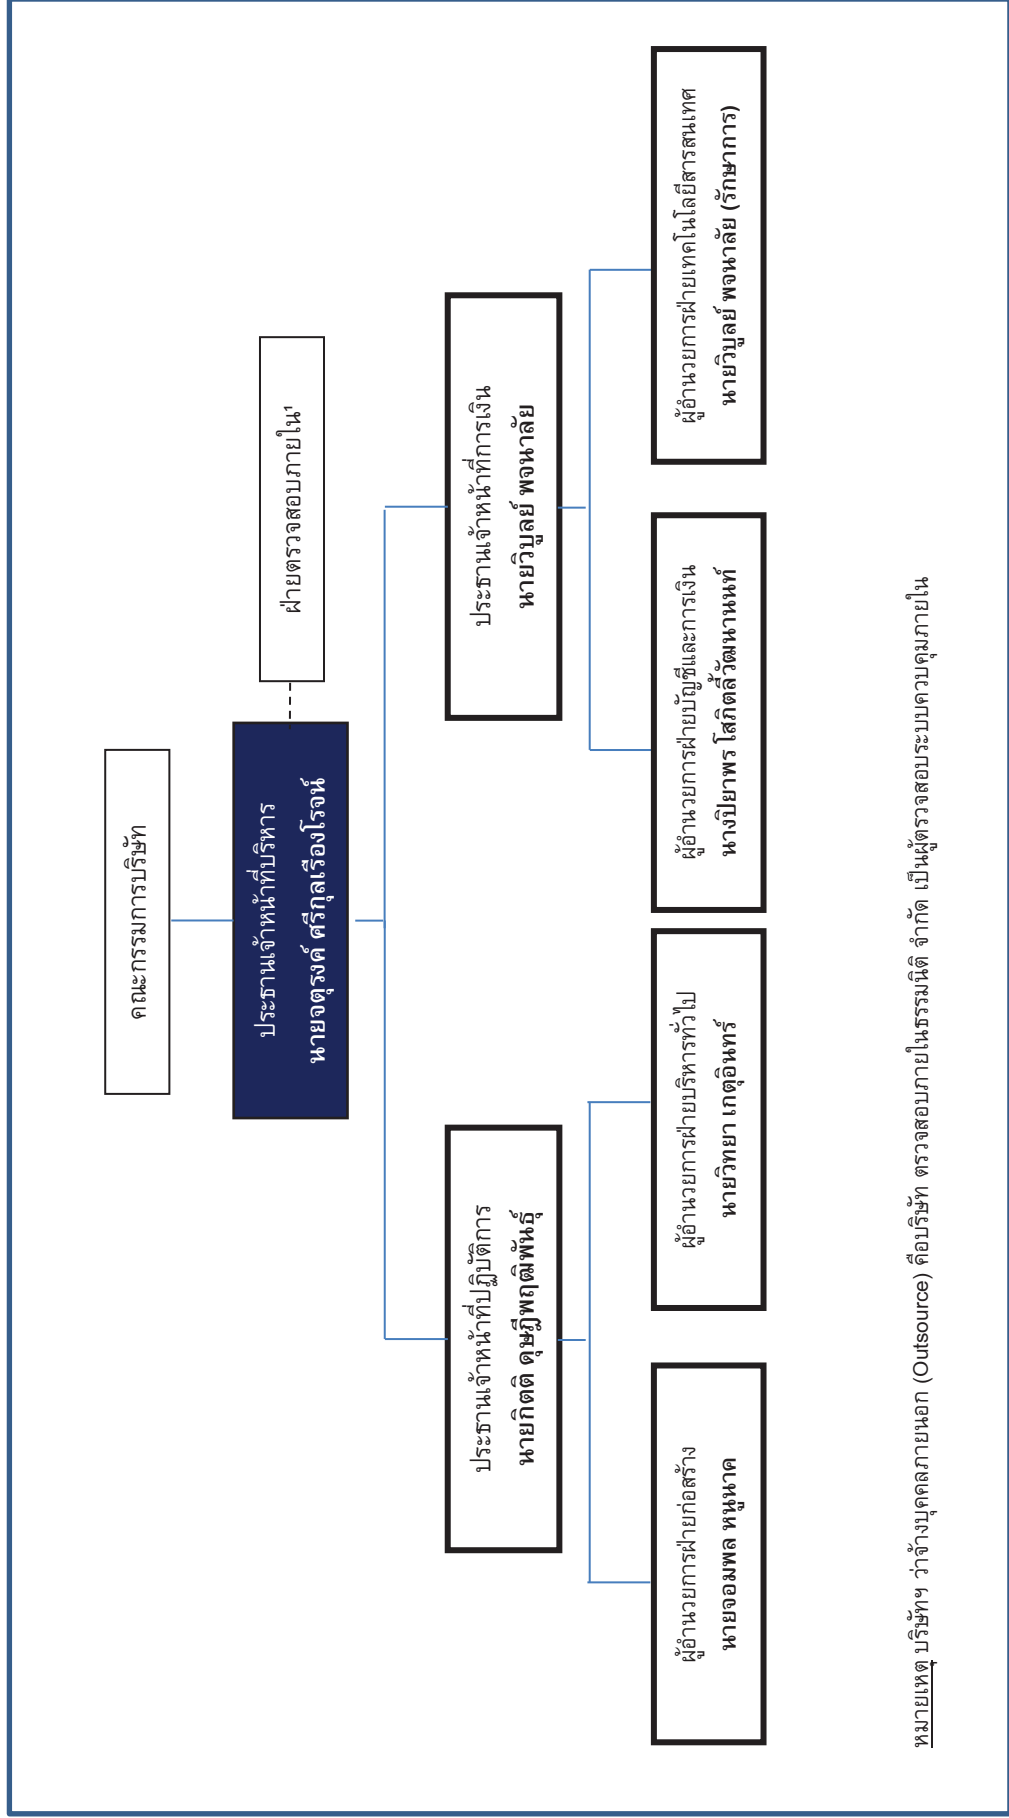 คณะกรรมการบริษัท
ประธานเจ้าหน้าที่บริหาร
นายจตุรงค์ ศรีกุลเรืองโรจน์
ฝ่ายตรวจสอบภายใน¹
ประธานเจ้าหน้าที่ปฏิบัติการ
นายกิตติ ดุษฎีพฤฒิพันธุ์
ประธานเจ้าหน้าที่การเงิน
นายวิบูลย์ พจนาลัย
ผู้อำนวยการฝ่ายก่อสร้าง
นายจอมพล หนูนาค
ผู้อำนวยการฝ่ายบริหารทั่วไป
นายวิทยา เกตุอินทร์
ผู้อำนวยการฝ่ายบัญชีและการเงิน
นางปิยาพร โสภิตลี้วัฒนานนท์
ผู้อำนวยการฝ่ายเทคโนโลยีสารสนเทศ
นายวิบูลย์ พจนาลัย (รักษาการ)
หมายเหตุ บริษัทฯ ว่าจ้างบุคคลภายนอก (Outsource) คือบริษัท ตรวจสอบภายในธรรมนิติ จำกัด เป็นผู้ตรวจสอบระบบควบคุมภายใน